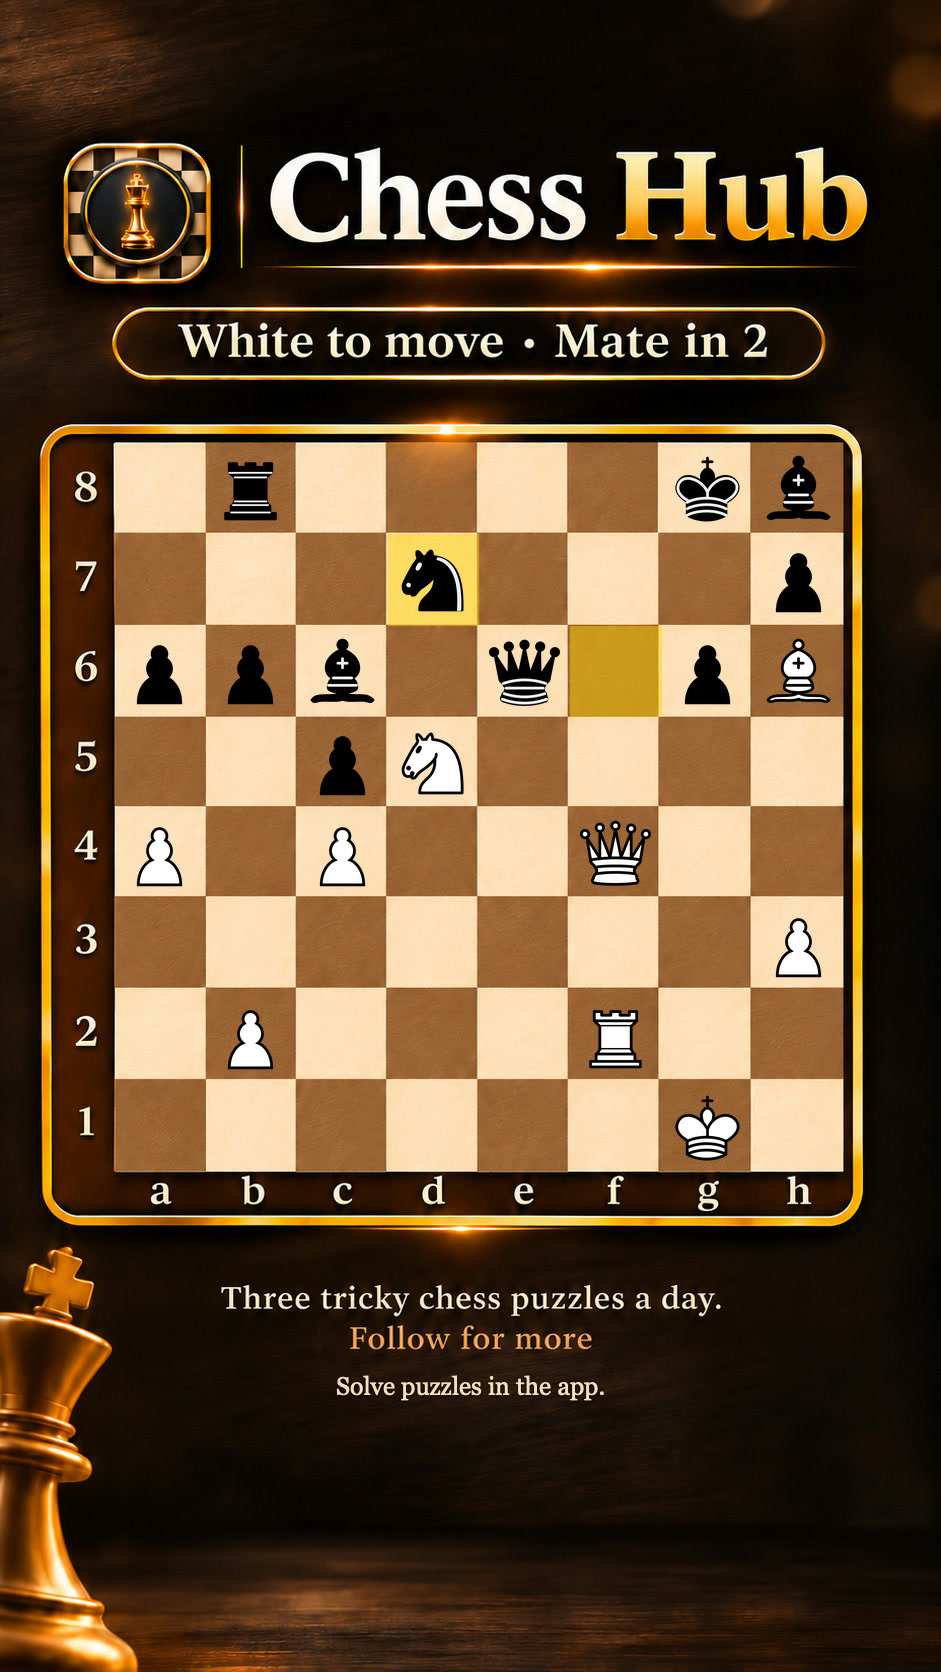 Chess Hub
White to move • Mate in 2
8
7
6
5
4
3
2
1
a b c d e f g h
Three tricky chess puzzles a day.
Follow for more
Solve puzzles in the app.